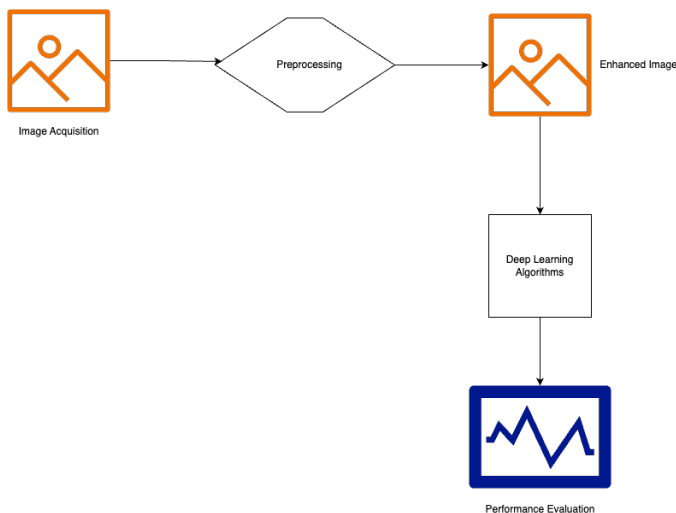 Preprocessing
Enhanced Image
Image Acquisition
Deep Learning
Algorithms
Performance Evaluation